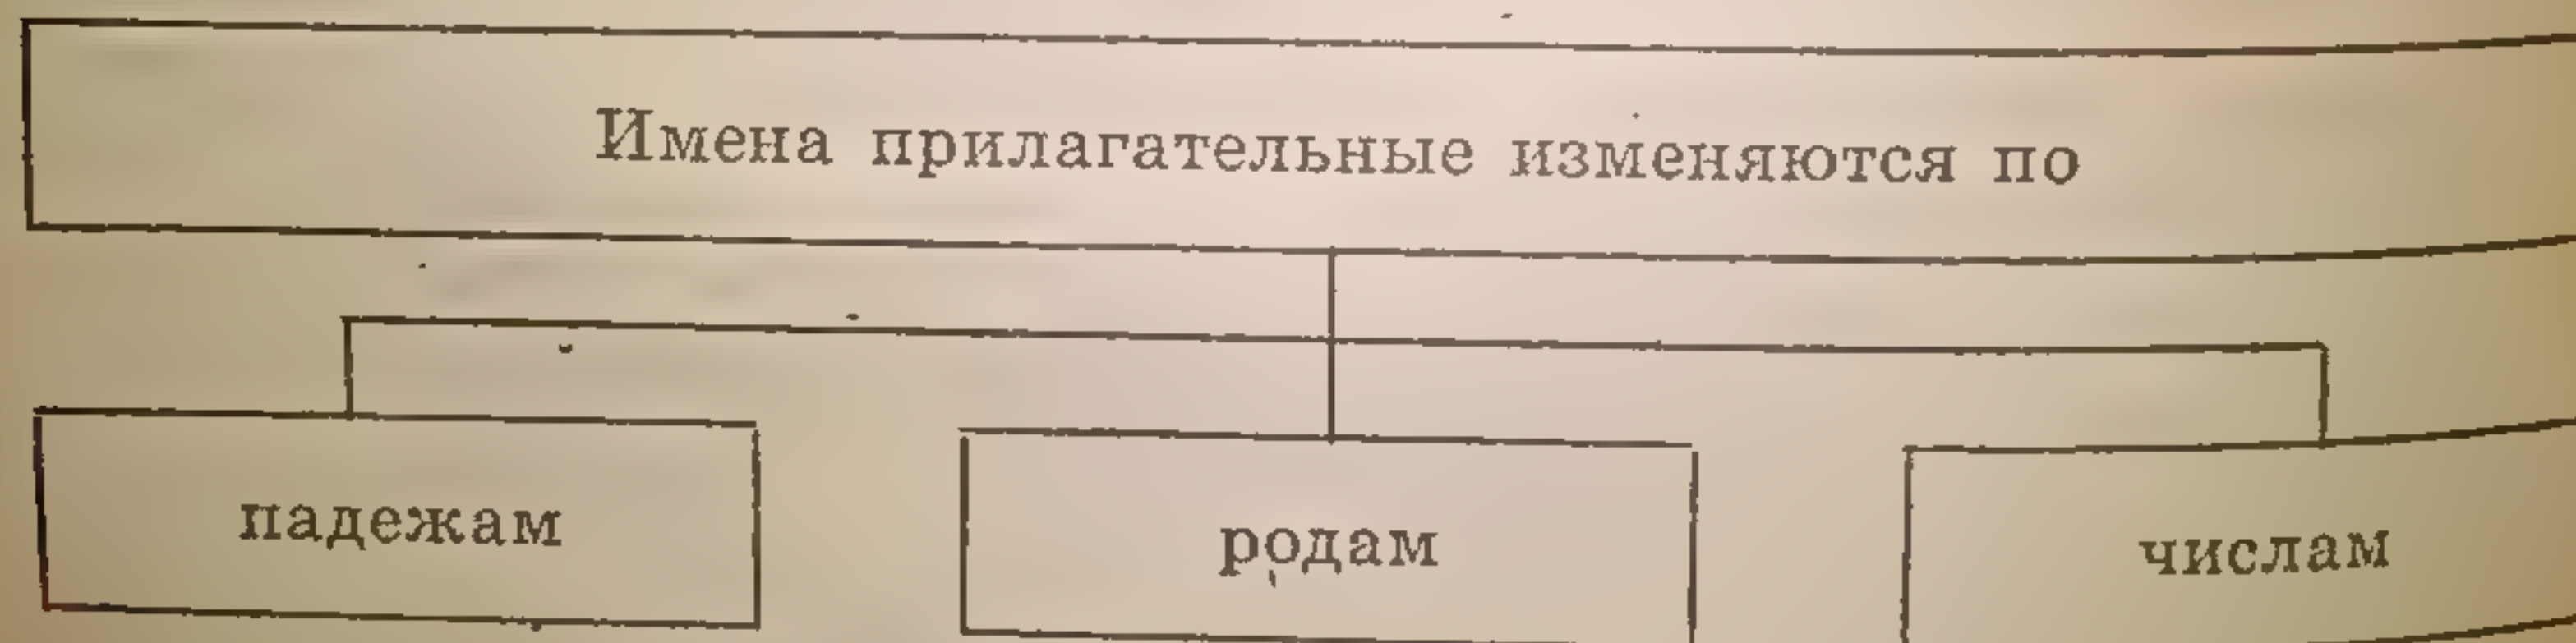 Имена прилагательные изменяются по
падежам
родам
числам